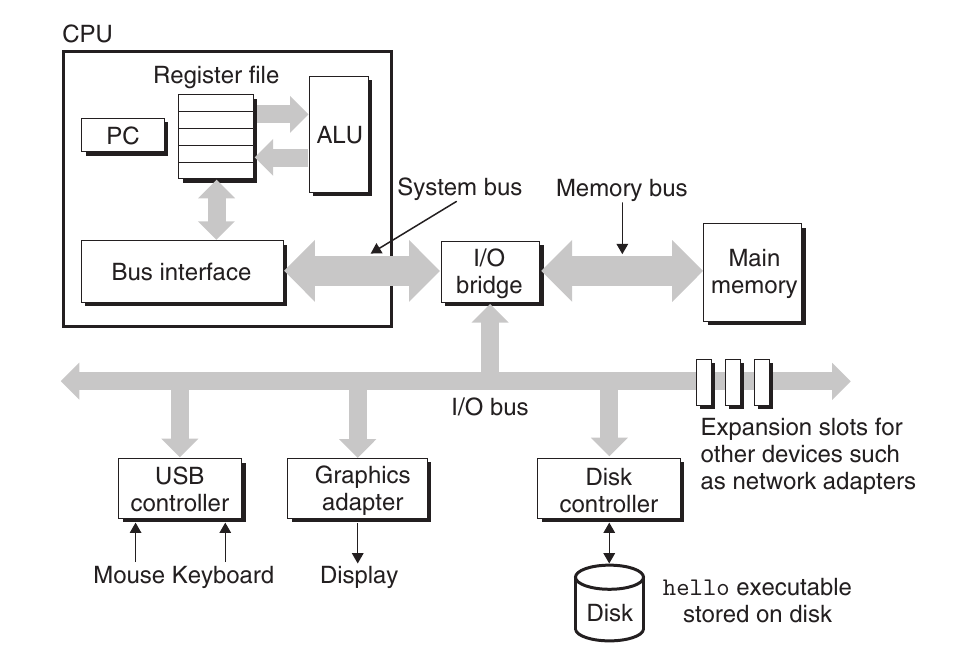 CPU
Register file
PC
ALU
System bus
Memory bus
Bus interface
I/O
bridge
Main
memory
I/O bus
Expansion slots for
other devices such
as network adapters
USB
controller
Graphics
adapter
Disk
controller
Mouse Keyboard
Display
Disk
hello executable
stored on disk